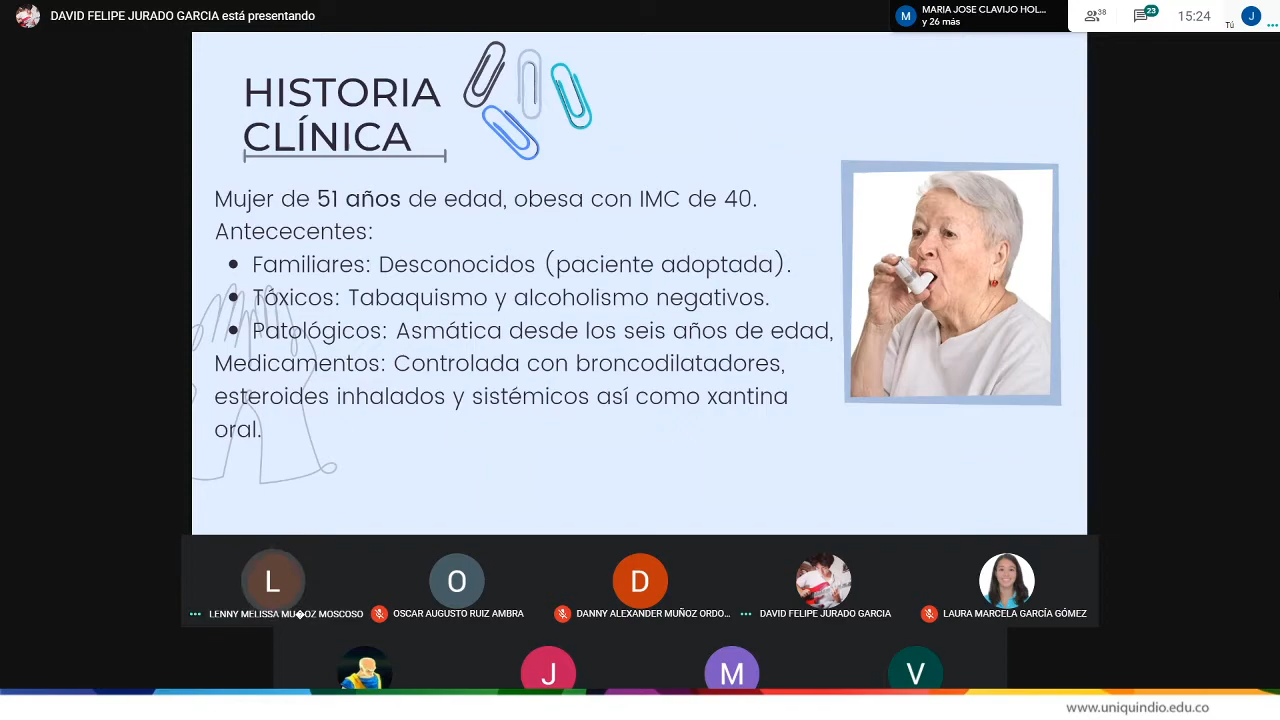 DAVID FELIPE JURADO GARCIA está presentando
M
MARIA JOSE CLAVIJO HOL...
y 26 más
38
23
15:24
Tú
J
HISTORIA
CLÍNICA
Mujer de 51 años de edad, obesa con IMC de 40.
Antececentes:
• Familiares: Desconocidos (paciente adoptada).
• Tóxicos: Tabaquismo y alcoholismo negativos.
• Patológicos: Asmática desde los seis años de edad,
Medicamentos: Controlada con broncodilatadores,
esteroides inhalados y sistémicos así como xantina
oral.
L
O
D
LENNY MELISSA MU�OZ MOSCOSO
OSCAR AUGUSTO RUIZ AMBRA
DANNY ALEXANDER MUÑOZ ORDO...
DAVID FELIPE JURADO GARCIA
LAURA MARCELA GARCÍA GÓMEZ
J
M
V
www.uniquindio.edu.co